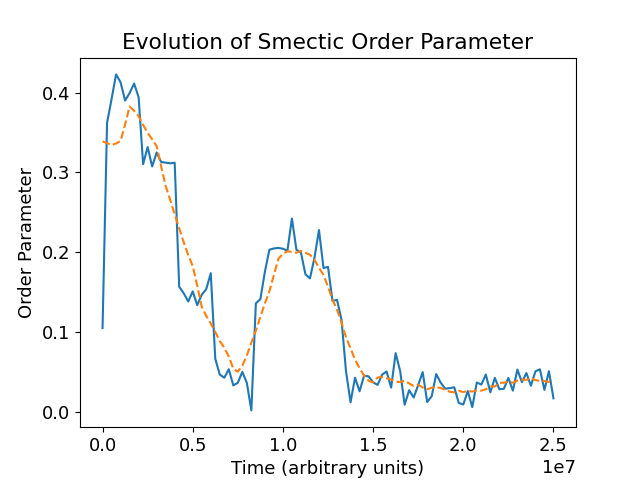 Evolution of Smectic Order Parameter
Order Parameter
0.4
0.3
0.2
0.1
0.0
0.0 0.5 1.0 1.5 2.0 2.5
1e7
Time (arbitrary units)